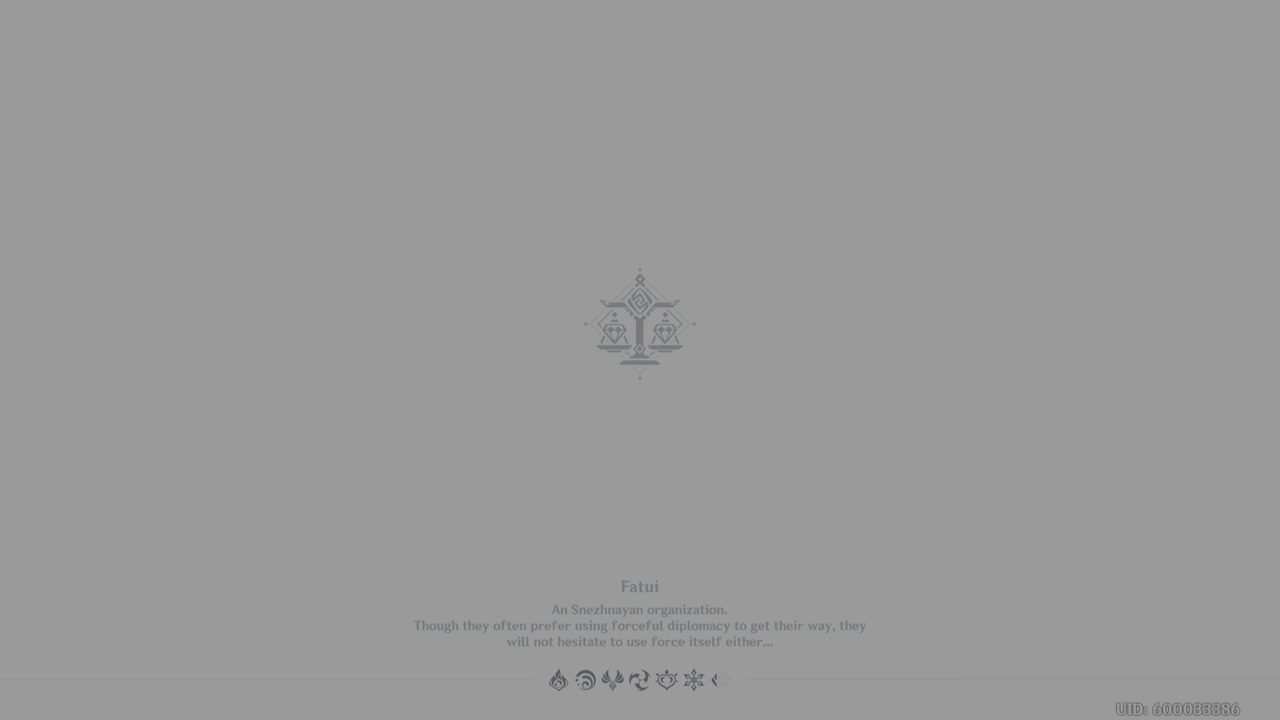 Fatui
An Snezhnayan organization.
Though they often prefer using forceful diplomacy to get their way, they
will not hesitate to use force itself either...
UID: 600033386